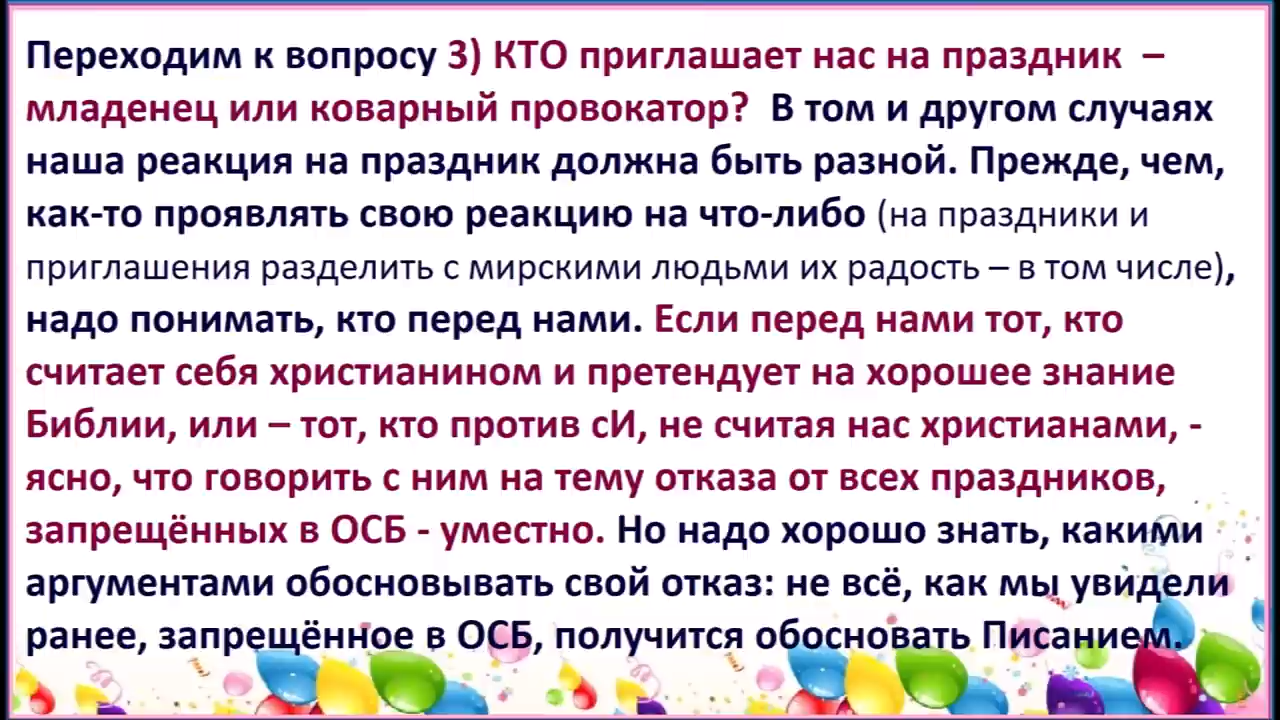 Переходим к вопросу 3) КТО приглашает нас на праздник –
младенец или коварный провокатор? В том и другом случаях
наша реакция на праздник должна быть разной. Прежде, чем,
как-то проявлять свою реакцию на что-либо (на праздники и
приглашения разделить с мирскими людьми их радость – в том числе),
надо понимать, кто перед нами. Если перед нами тот, кто
считает себя христианином и претендует на хорошее знание
Библии, или – тот, кто против сИ, не считая нас христианами, -
ясно, что говорить с ним на тему отказа от всех праздников,
запрещённых в ОСБ - уместно. Но надо хорошо знать, какими
аргументами обосновывать свой отказ: не всё, как мы увидели
ранее, запрещённое в ОСБ, получится обосновать Писанием.